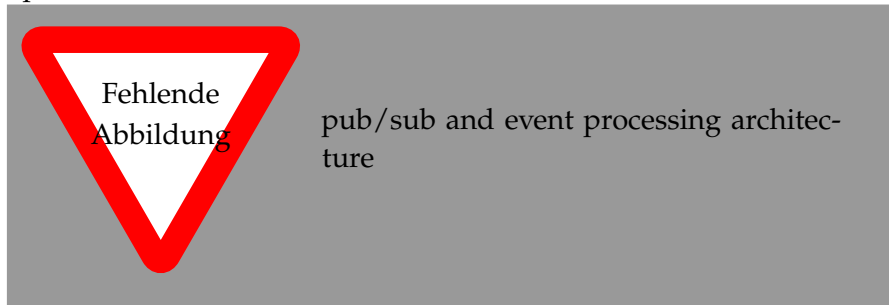 Fehlende
Abbildung
pub/sub and event processing architec-
ture